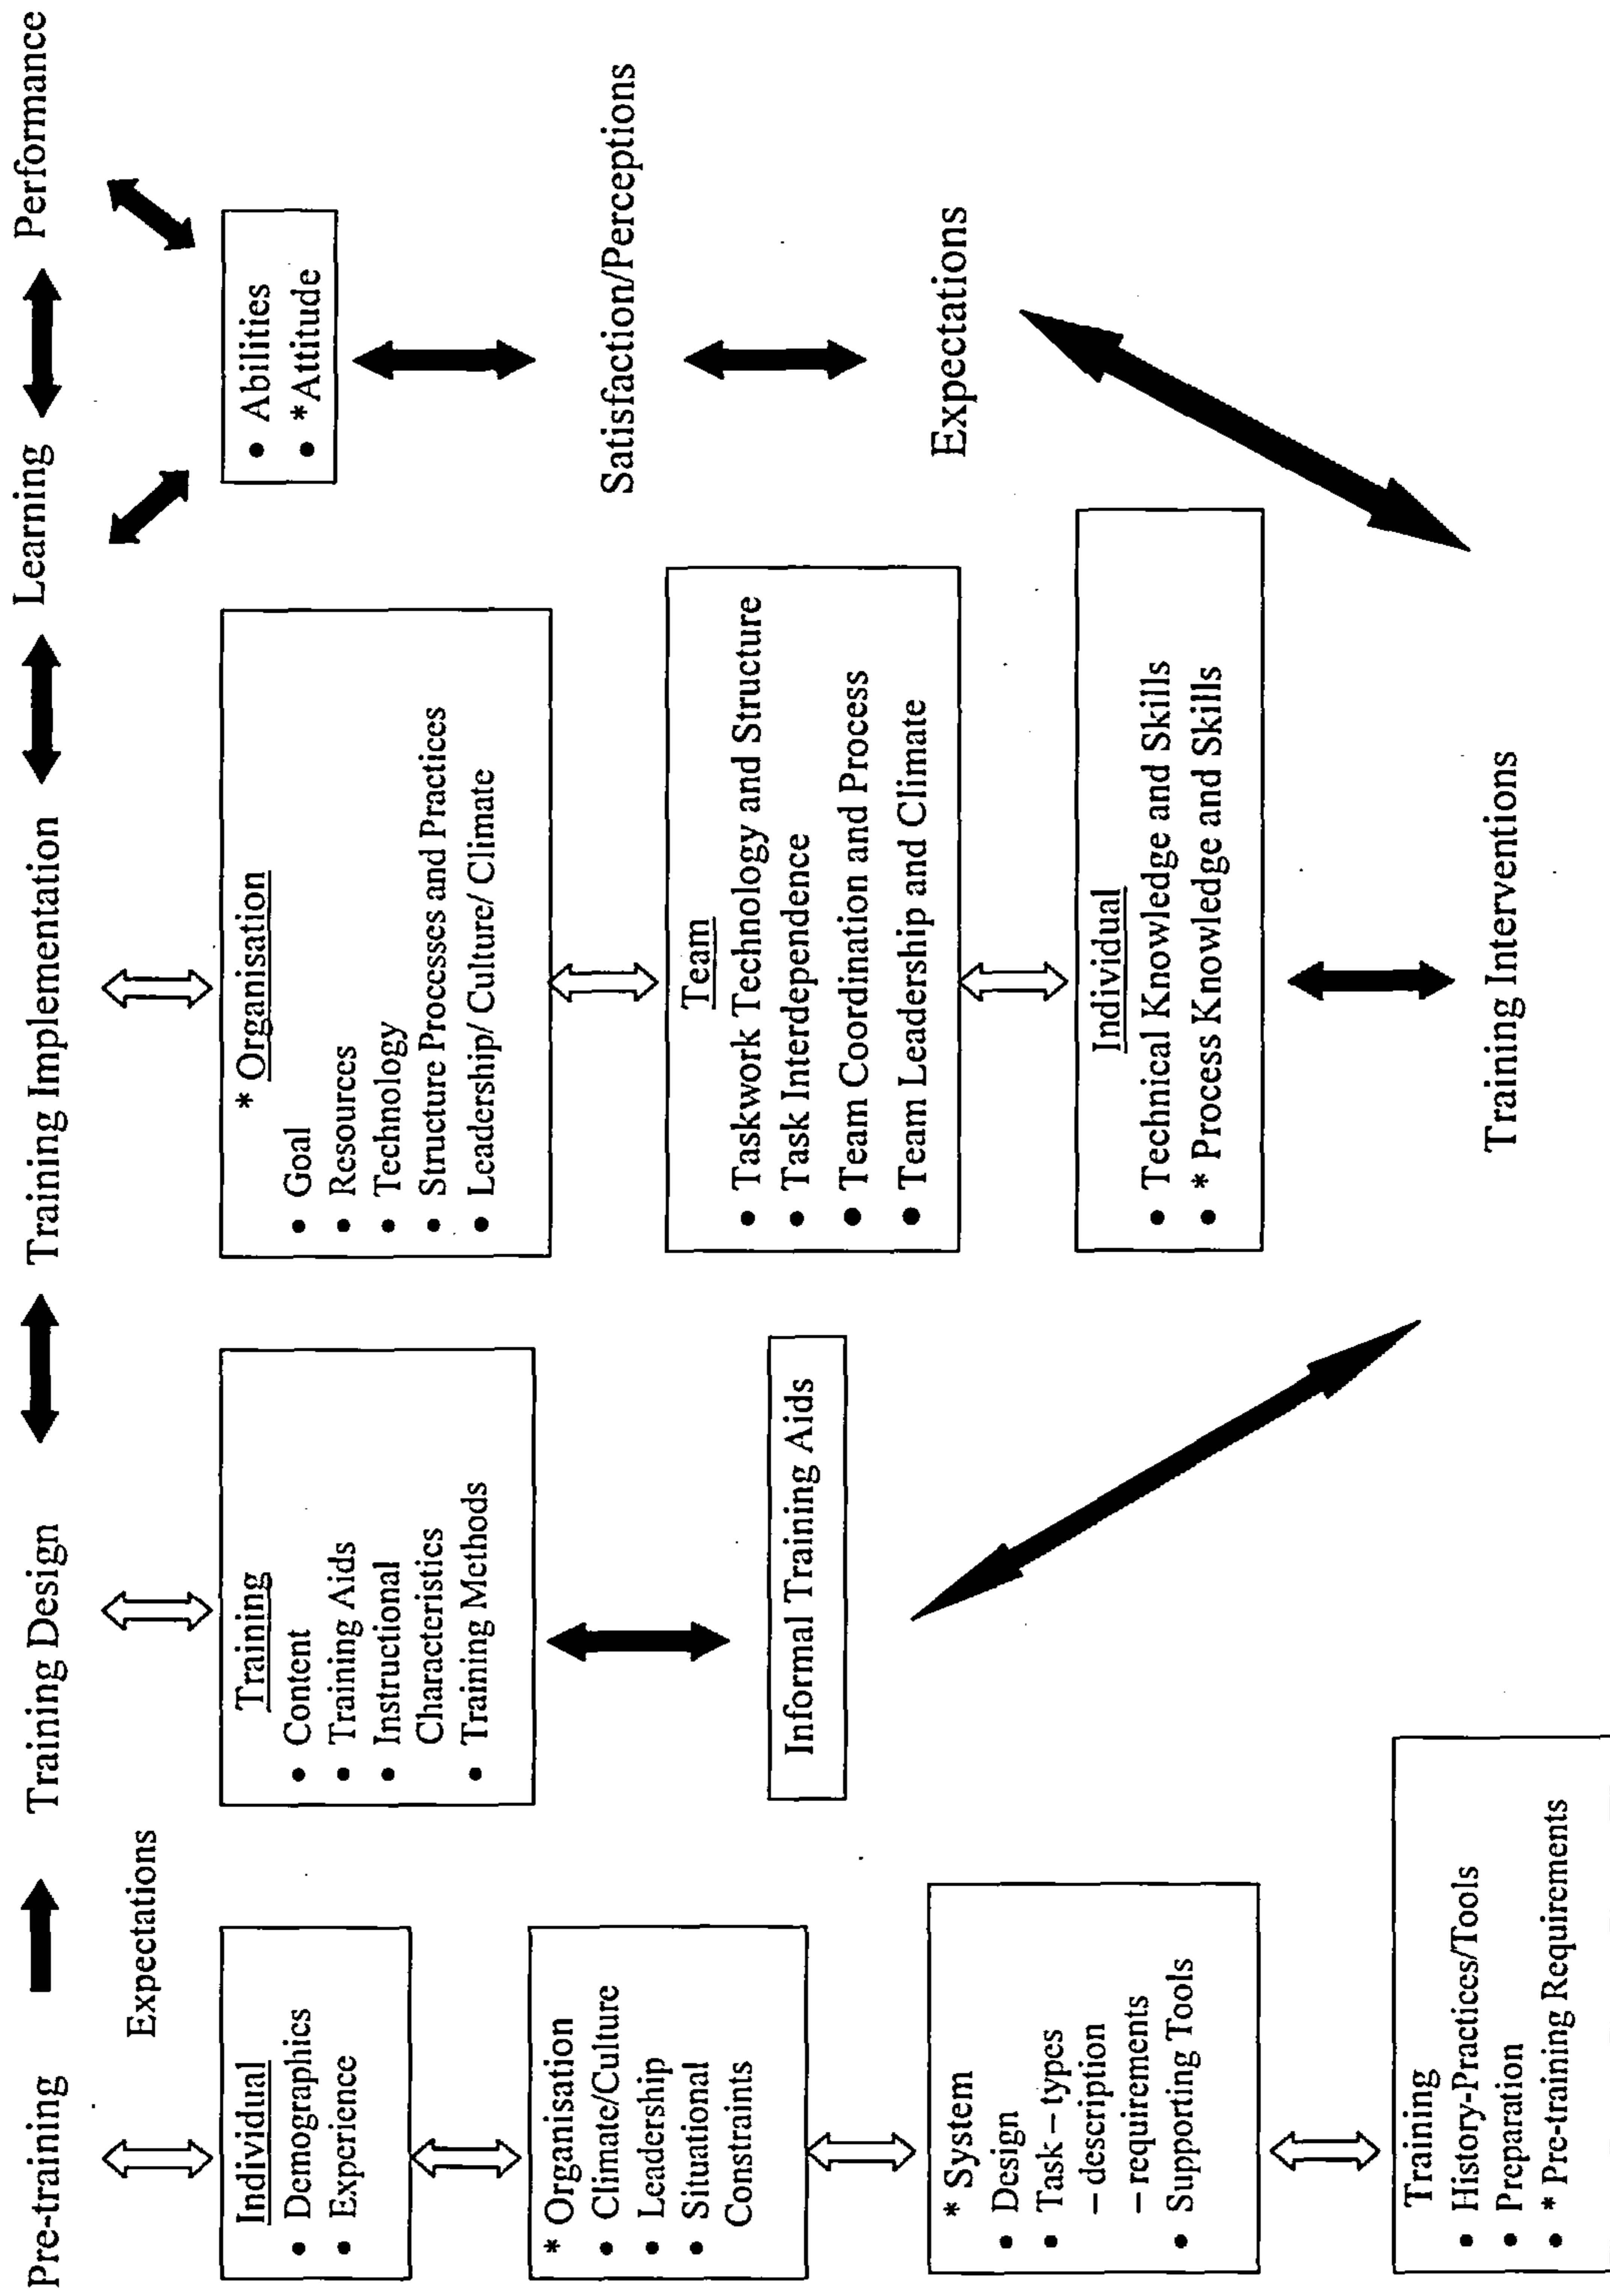 Pre-training
Training Design
Training Implementation
Learning
Performance
Expectations
Individual
• Demographics
• Experience
* Organisation
• Climate/Culture
• Leadership
• Situational
Constraints
* System
• Design
• Task – types
– description
– requirements
• Supporting Tools
Training
• History-Practices/Tools
• Preparation
• * Pre-training Requirements
Training
• Content
• Training Aids
• Instructional
Characteristics
• Training Methods
Informal Training Aids
* Organisation
• Goal
• Resources
• Technology
• Structure Processes and Practices
• Leadership/ Culture/ Climate
Team
• Taskwork Technology and Structure
• Task Interdependence
• Team Coordination and Process
• Team Leadership and Climate
Individual
• Technical Knowledge and Skills
• * Process Knowledge and Skills
Training Interventions
• Abilities
• *Attitude
Satisfaction/Perceptions
Expectations